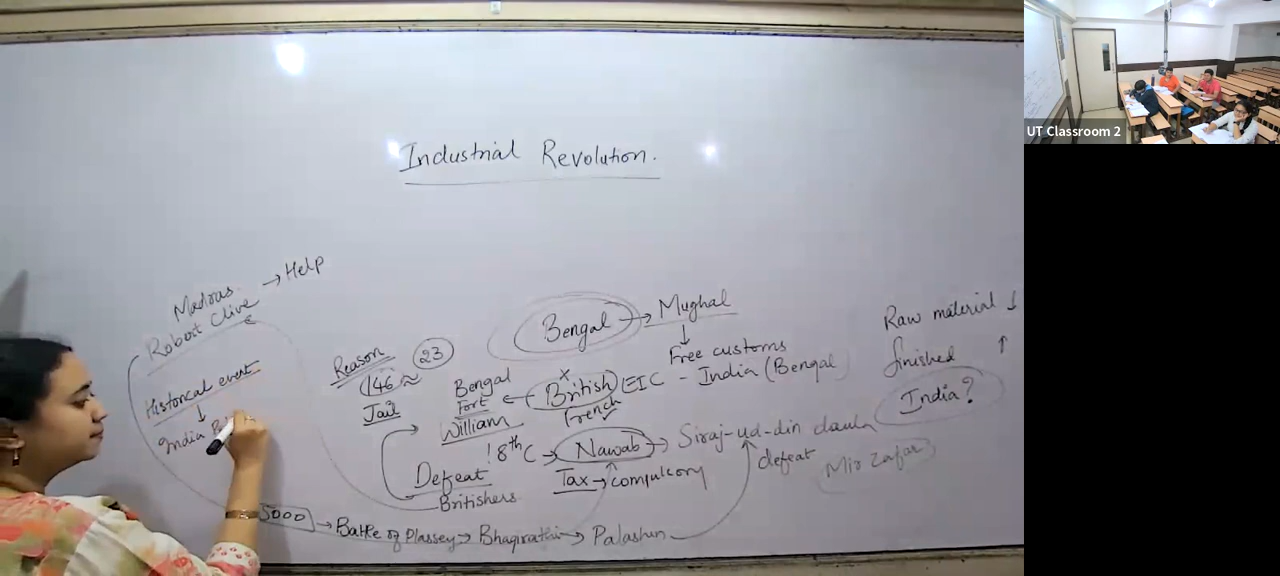 Industrial Revolution.
Madras. → Help
Robert Clive
Historical event
↓
India
Reason
146 ≈ 23
Jail
Bengal → Mughal
↓
Free customs
Bengal Fort William ← British EIC - India (Bengal
x
French
18th C → Nawab → Siraj-ud-din daula
Tax → compulcory
defeat
Mir Zafar
Defeat
Britishers
5000 → Battle of Plassey → Bhagirathi → Palashin
Raw material ↓
finished ↑
India?
UT Classroom 2